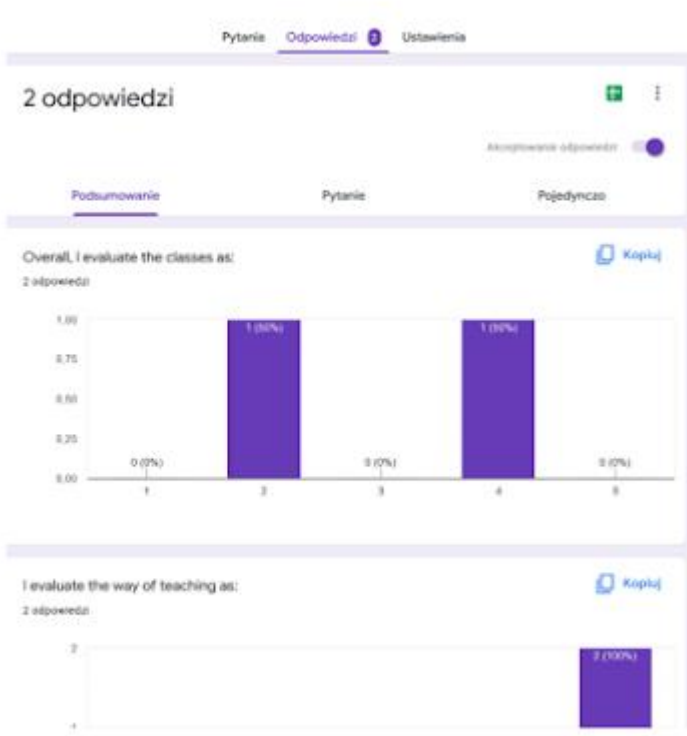 Pytanie Odpowiedzi 2 Ustawienia
2 odpowiedzi
Akceptowanie odpowiedzi
Podsumowanie Pytanie Pojedynczo
Overall, I evaluate the classes as:
Kopiuj
2 odpowiedzi
1,00
0,75
0,50
0,25
0,00
0 (0%) 1 (50%) 0 (0%) 1 (50%) 0 (0%)
1 2 3 4 5
I evaluate the way of teaching as:
Kopiuj
2 odpowiedzi
2
2 (100%)